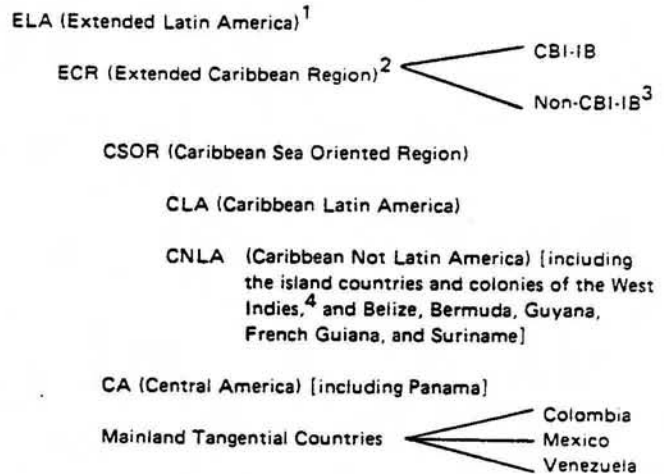 ELA (Extended Latin America)1
CBI-IB
ECR (Extended Caribbean Region)2
Non-CBI-IB3
CSOR (Caribbean Sea Oriented Region)
CLA (Caribbean Latin America)
CNLA (Caribbean Not Latin America) [including
the island countries and colonies of the West
Indies,4 and Belize, Bermuda, Guyana,
French Guiana, and Suriname]
CA (Central America) [including Panama]
Colombia
Mainland Tangential Countries
Mexico
Venezuela